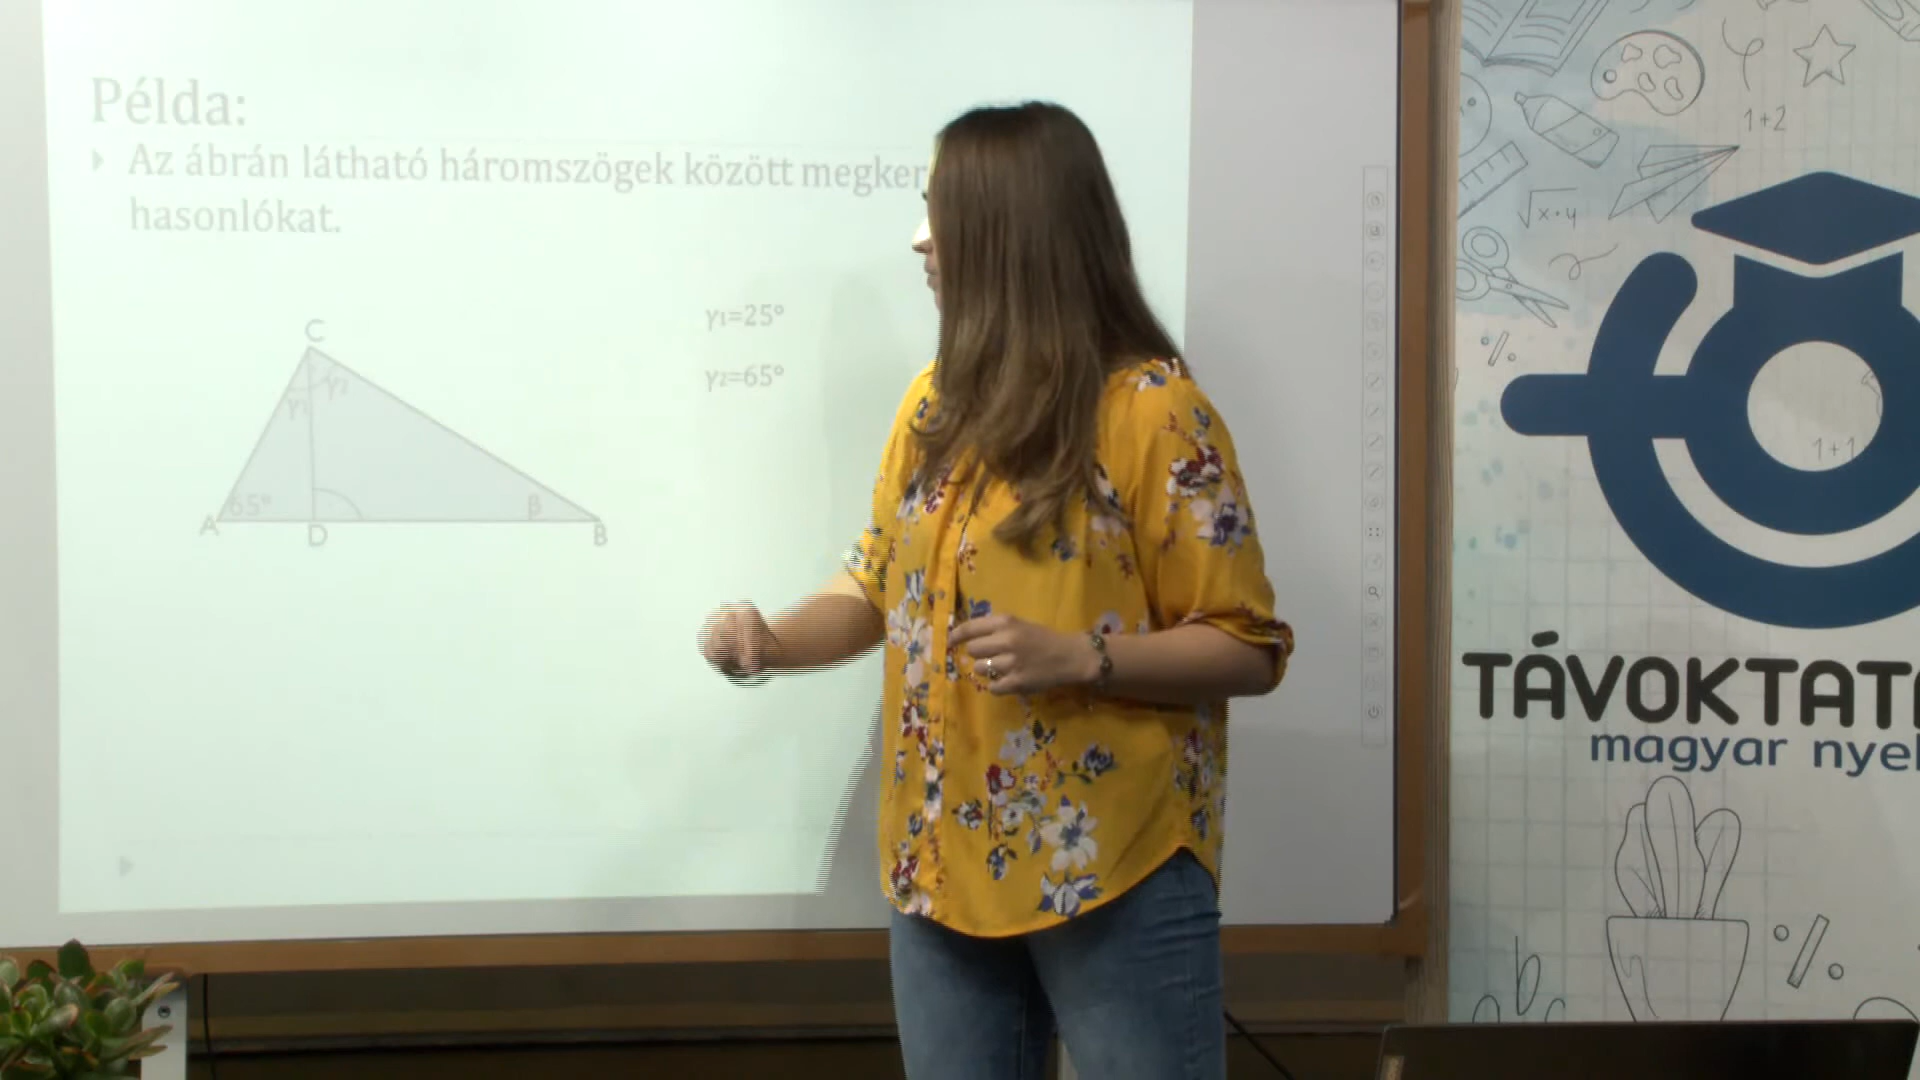 Példa:
Az ábrán látható háromszögek között megker
hasonlókat.
γ₁=25°
γ₂=65°
C
γ₁
γ₂
65°
β
A
D
B
1+2
√x·y
%
1+1
TÁVOKTATÁ
magyar nyel
%
b